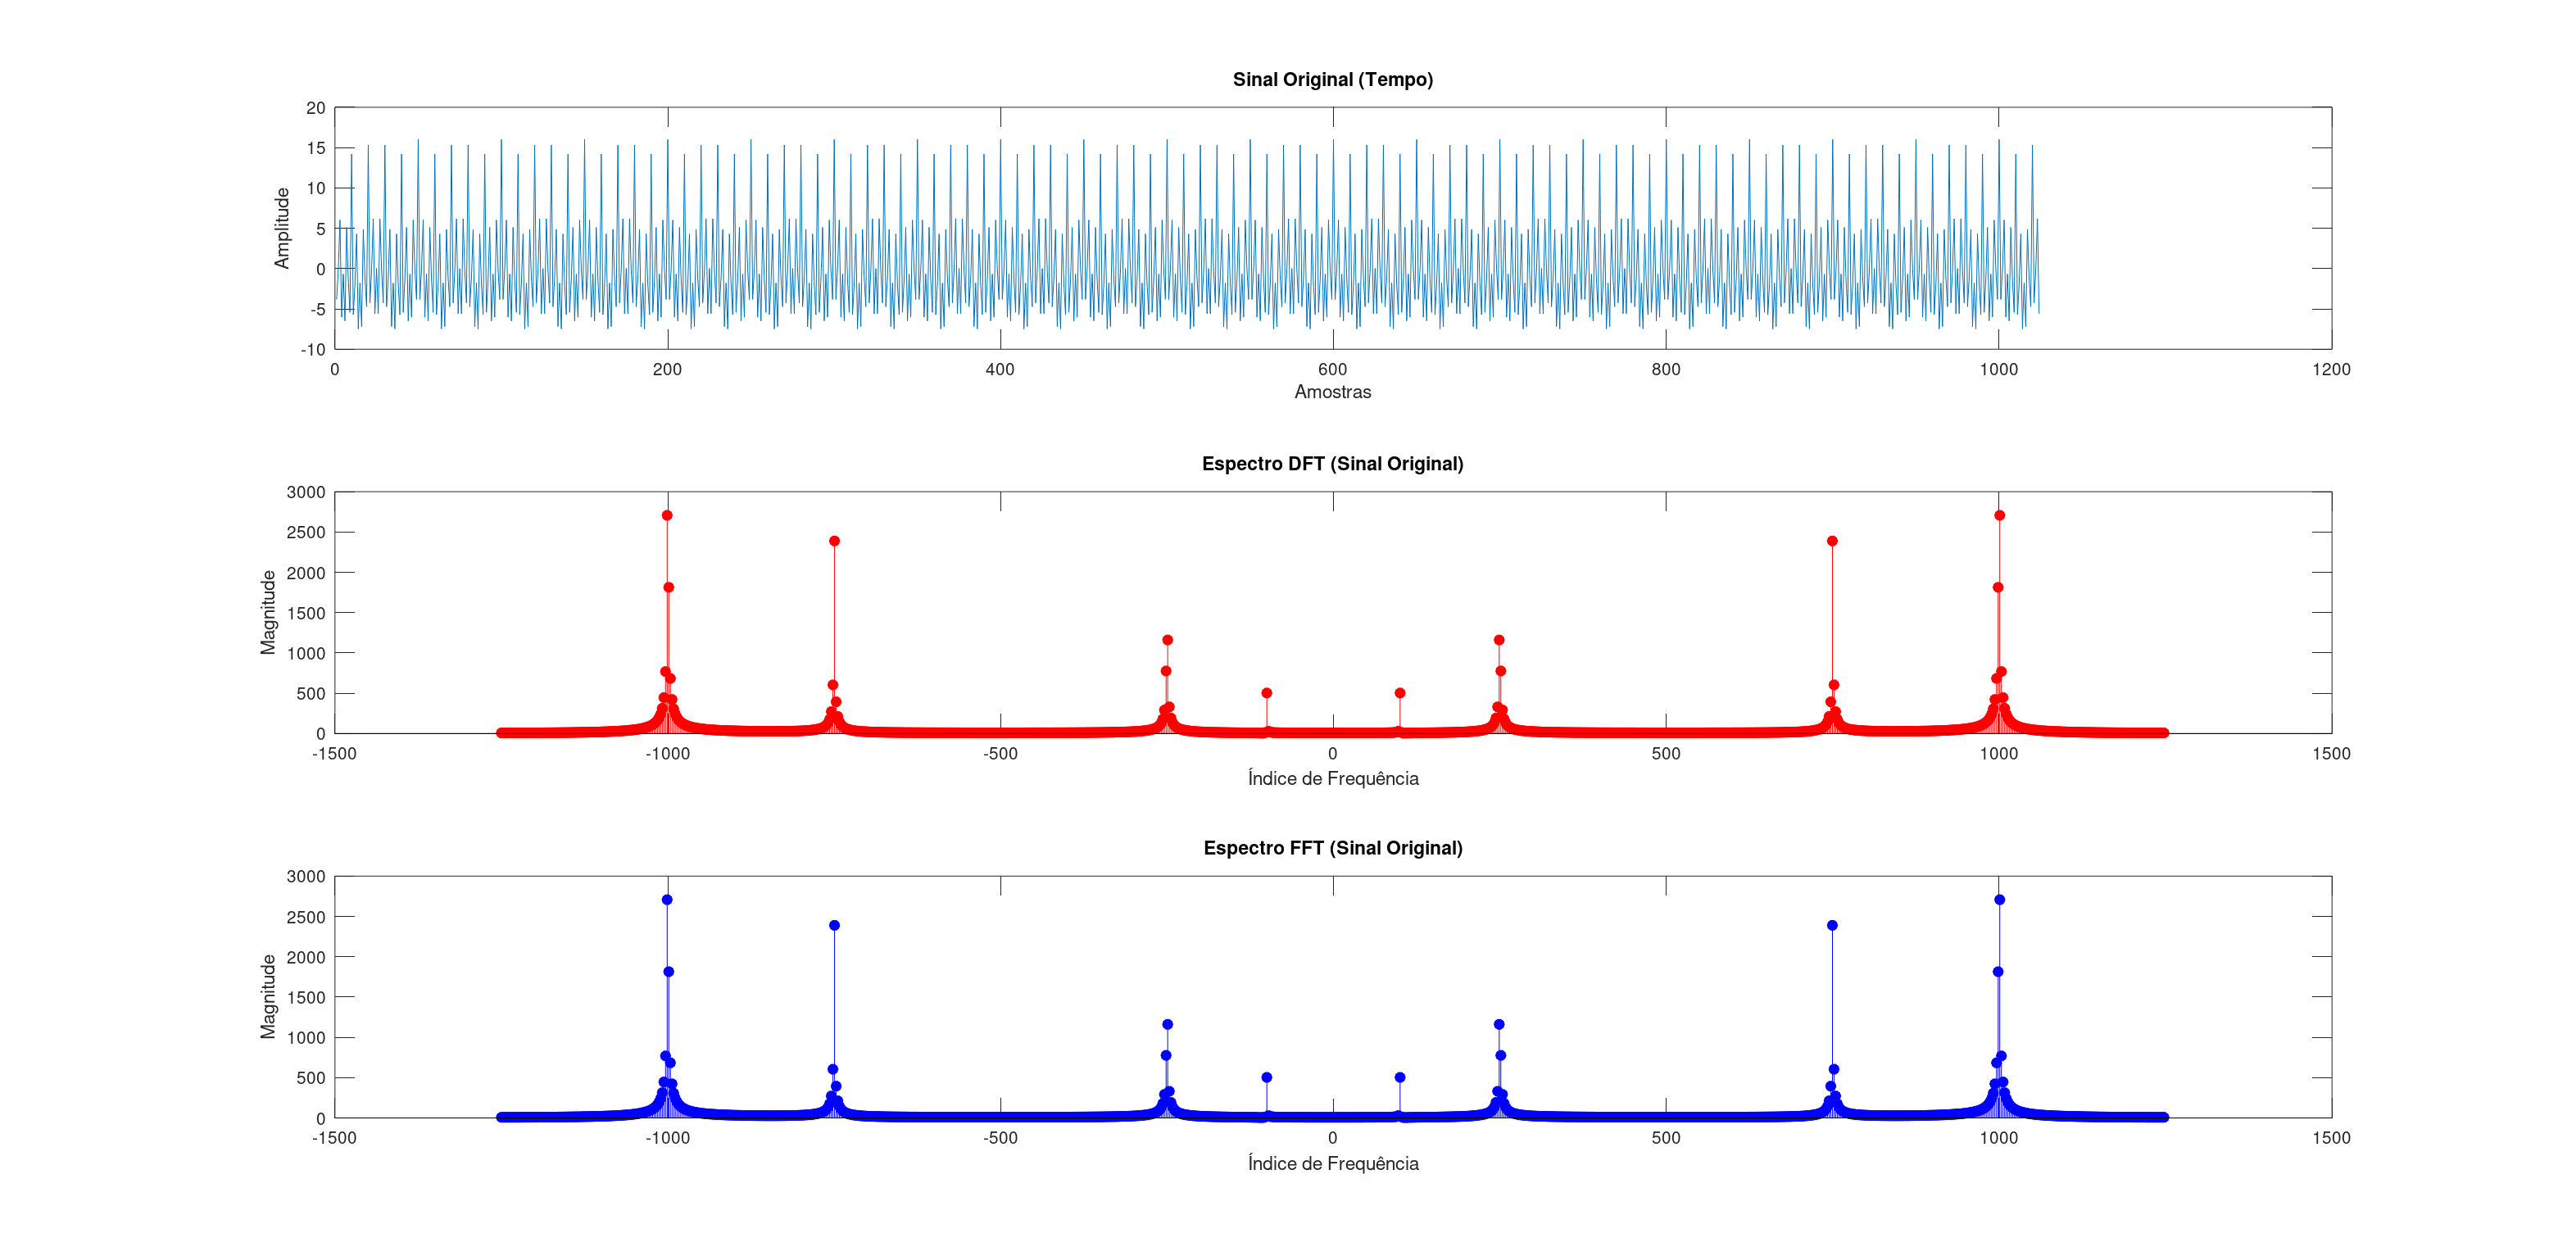 Sinal Original (Tempo)
20
15
10
5
0
-5
-10
Amplitude
0 200 400 600 800 1000 1200
Amostras
Espectro DFT (Sinal Original)
3000
2500
2000
1500
1000
500
0
Magnitude
-1500 -1000 -500 0 500 1000 1500
Índice de Frequência
Espectro FFT (Sinal Original)
3000
2500
2000
1500
1000
500
0
Magnitude
-1500 -1000 -500 0 500 1000 1500
Índice de Frequência